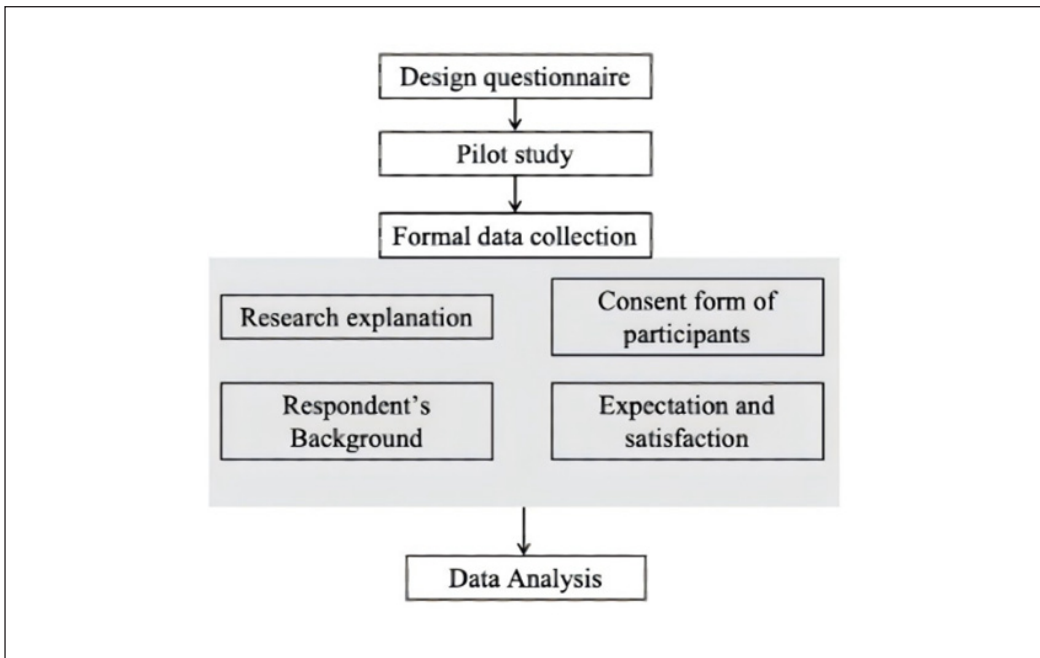 Design questionnaire
Pilot study
Formal data collection
Research explanation
Consent form of
participants
Respondent's
Background
Expectation and
satisfaction
Data Analysis